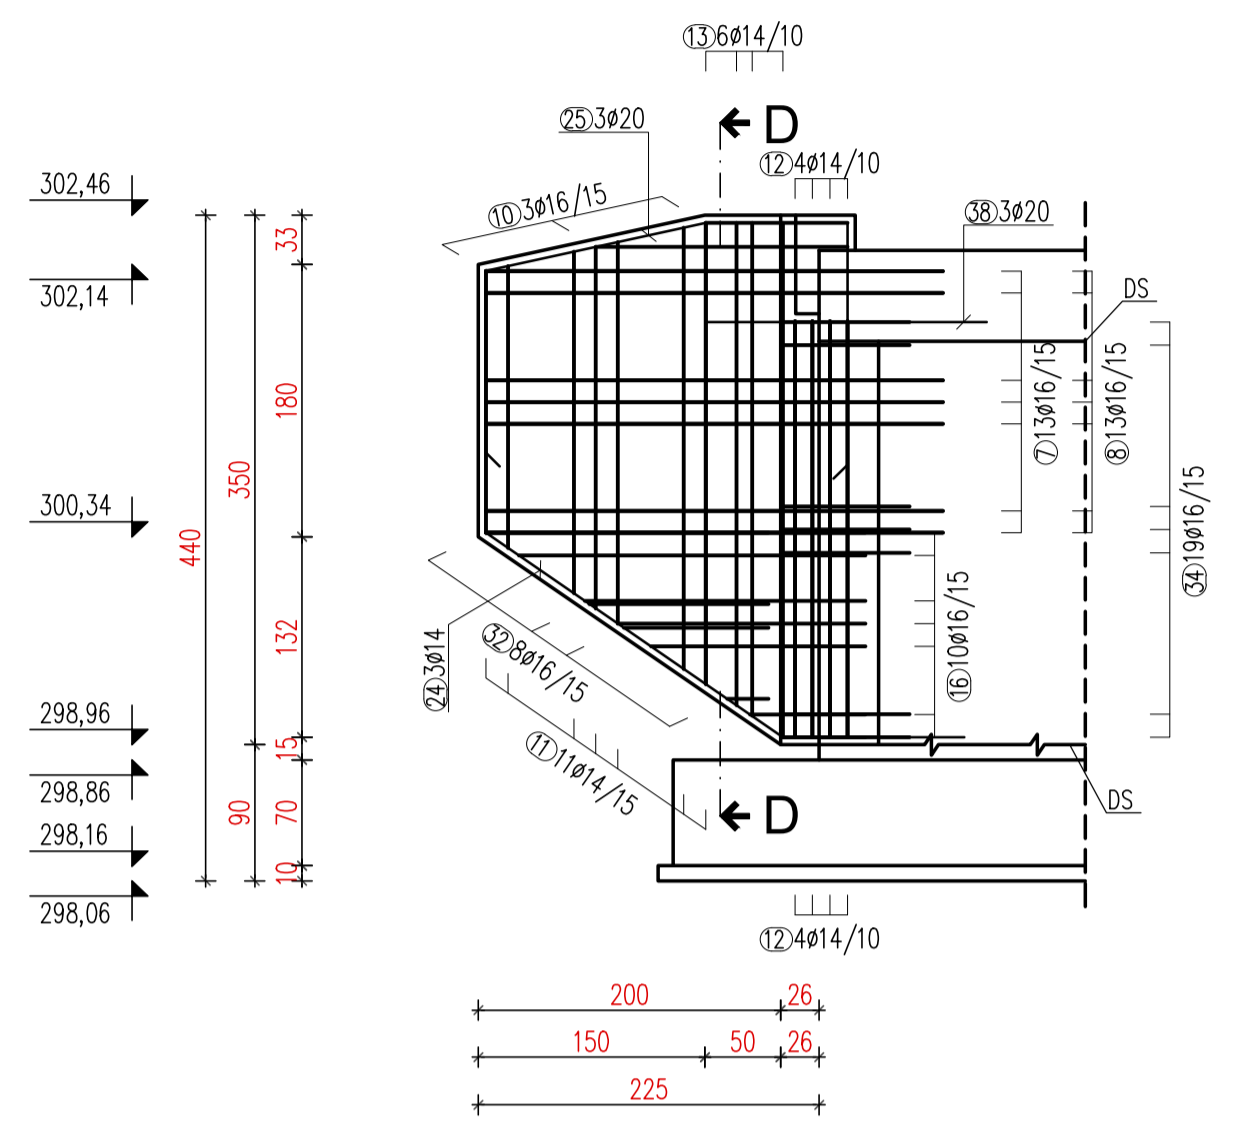 ⑬6ø14/10
㉕3ø20
D
⑫4ø14/10
302,46
⑩3ø16/15
㊳3ø20
33
302,14
DS
180
⑦13ø16/15
⑧13ø16/15
350
300,34
440
㉞19ø16/15
132
⑯10ø16/15
㉔3ø14
㉜8ø16/15
298,96
15
⑪11ø14/15
298,86
90
70
D
DS
298,16
10
298,06
⑫4ø14/10
200
26
150
50
26
225